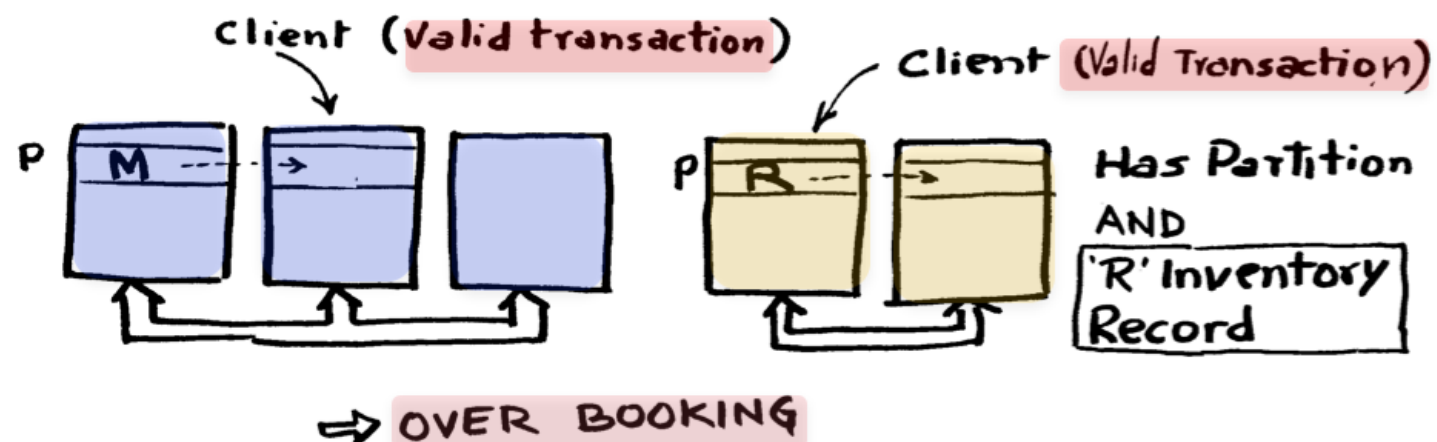 Client (Valid transaction)
Client (Valid Transaction)
P M
P R
Has Partition
AND
'R' Inventory
Record
⇒ OVER BOOKING